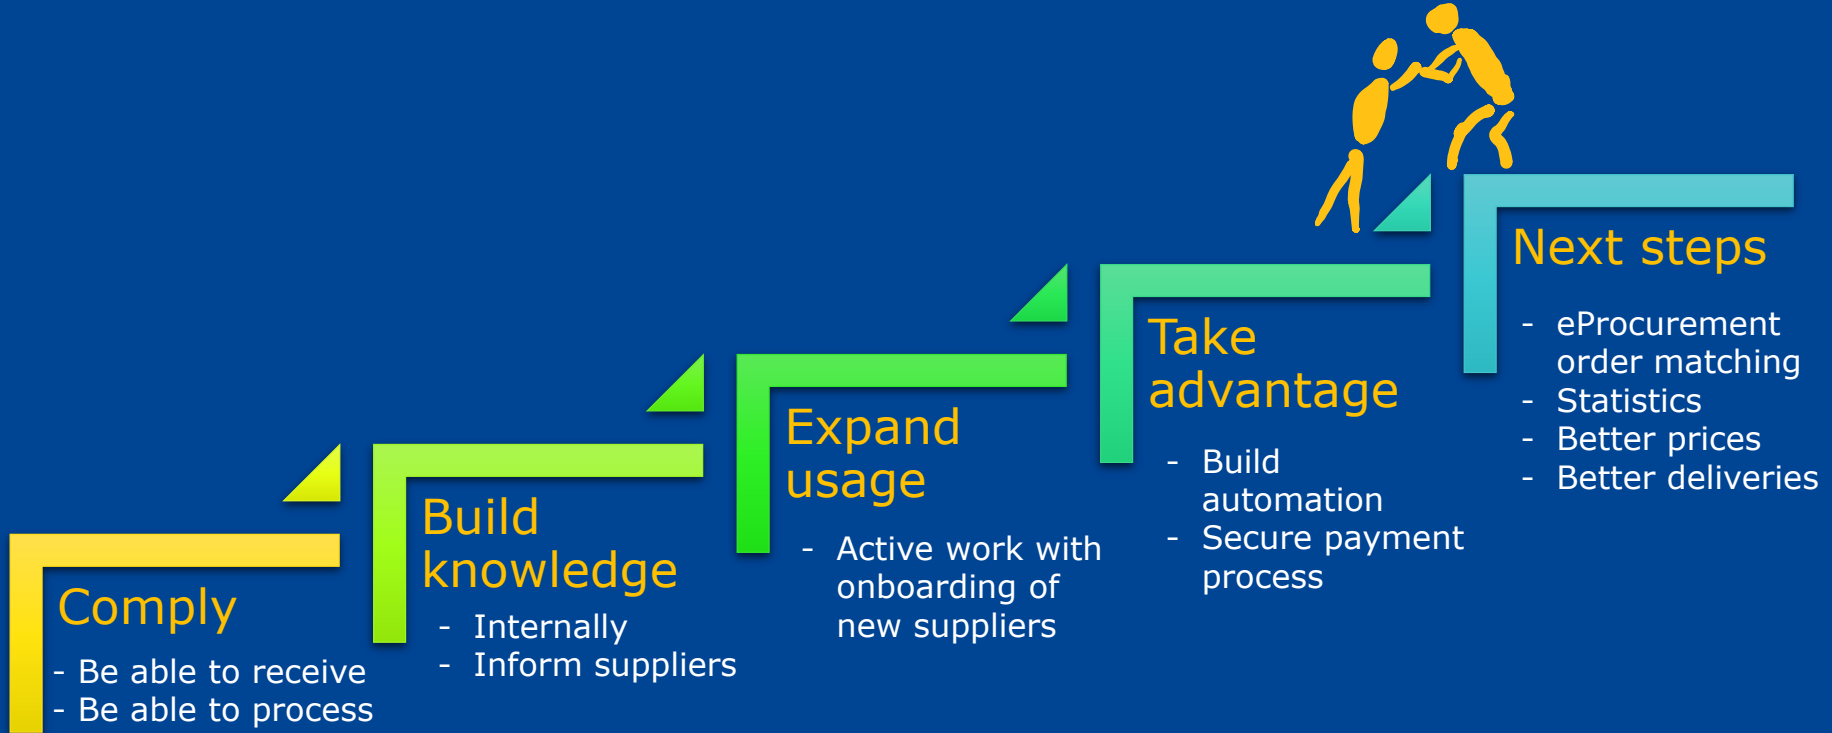 Comply
- Be able to receive
- Be able to process
Build
knowledge
- Internally
- Inform suppliers
Expand
usage
- Active work with
onboarding of
new suppliers
Take
advantage
- Build
automation
- Secure payment
process
Next steps
- eProcurement
order matching
- Statistics
- Better prices
- Better deliveries